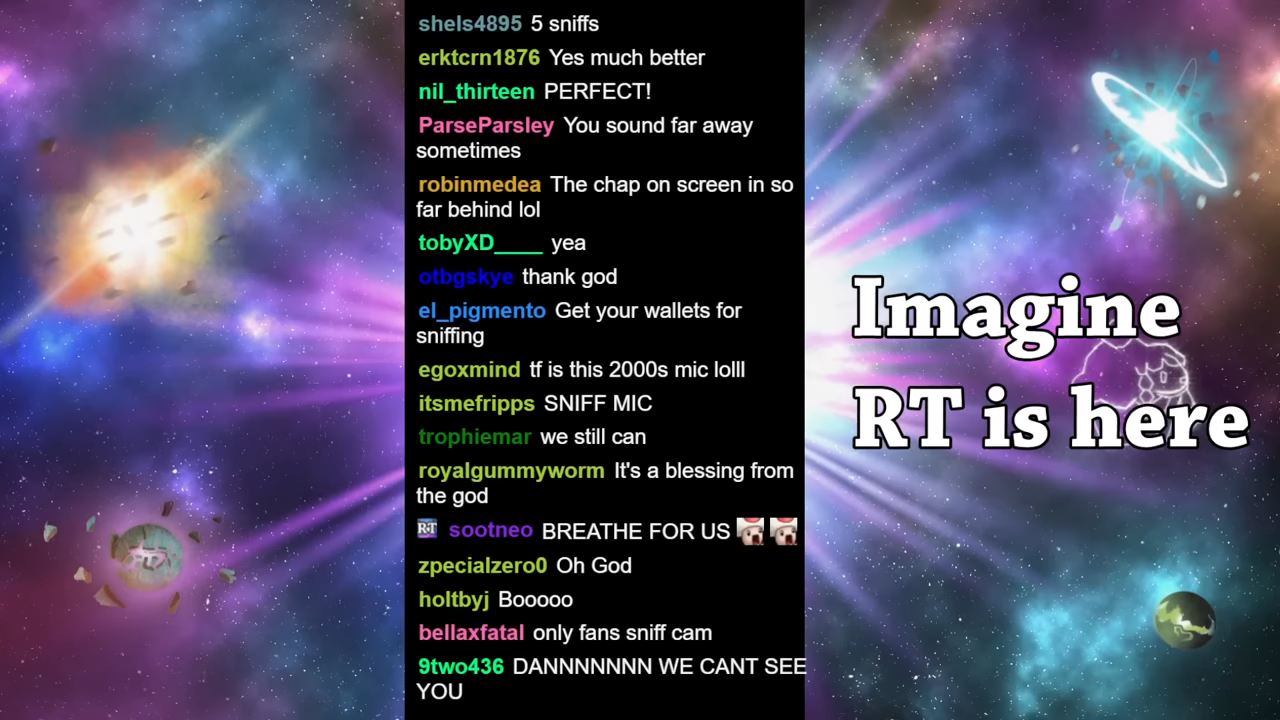 shels4895 5 sniffs
erktcrn1876 Yes much better
nil_thirteen PERFECT!
ParseParsley You sound far away
sometimes
robinmedea The chap on screen in so
far behind lol
tobyXD____ yea
otbgskye thank god
el_pigmento Get your wallets for
sniffing
egoxmind tf is this 2000s mic lolll
itsmefripps SNIFF MIC
trophiemar we still can
royalgummyworm It's a blessing from
the god
RT sootneo BREATHE FOR US
zpecialzero0 Oh God
holtbyj Booooo
bellaxfatal only fans sniff cam
9two436 DANNNNNNN WE CANT SEE
YOU
Imagine
RT is here